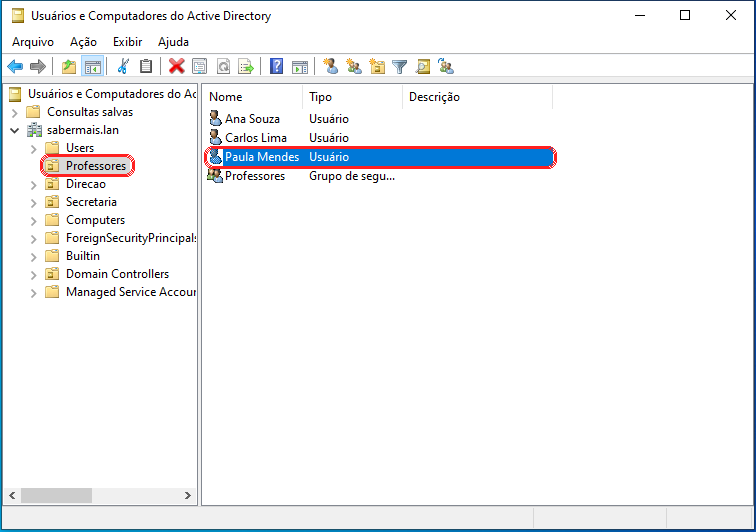 Usuários e Computadores do Active Directory
Arquivo Ação Exibir Ajuda
Usuários e Computadores do Ac
Consultas salvas
sabermais.lan
Users
Professores
Direcao
Secretaria
Computers
ForeignSecurityPrincipals
Builtin
Domain Controllers
Managed Service Accour
Nome Tipo Descrição
Ana Souza Usuário
Carlos Lima Usuário
Paula Mendes Usuário
Professores Grupo de segu...